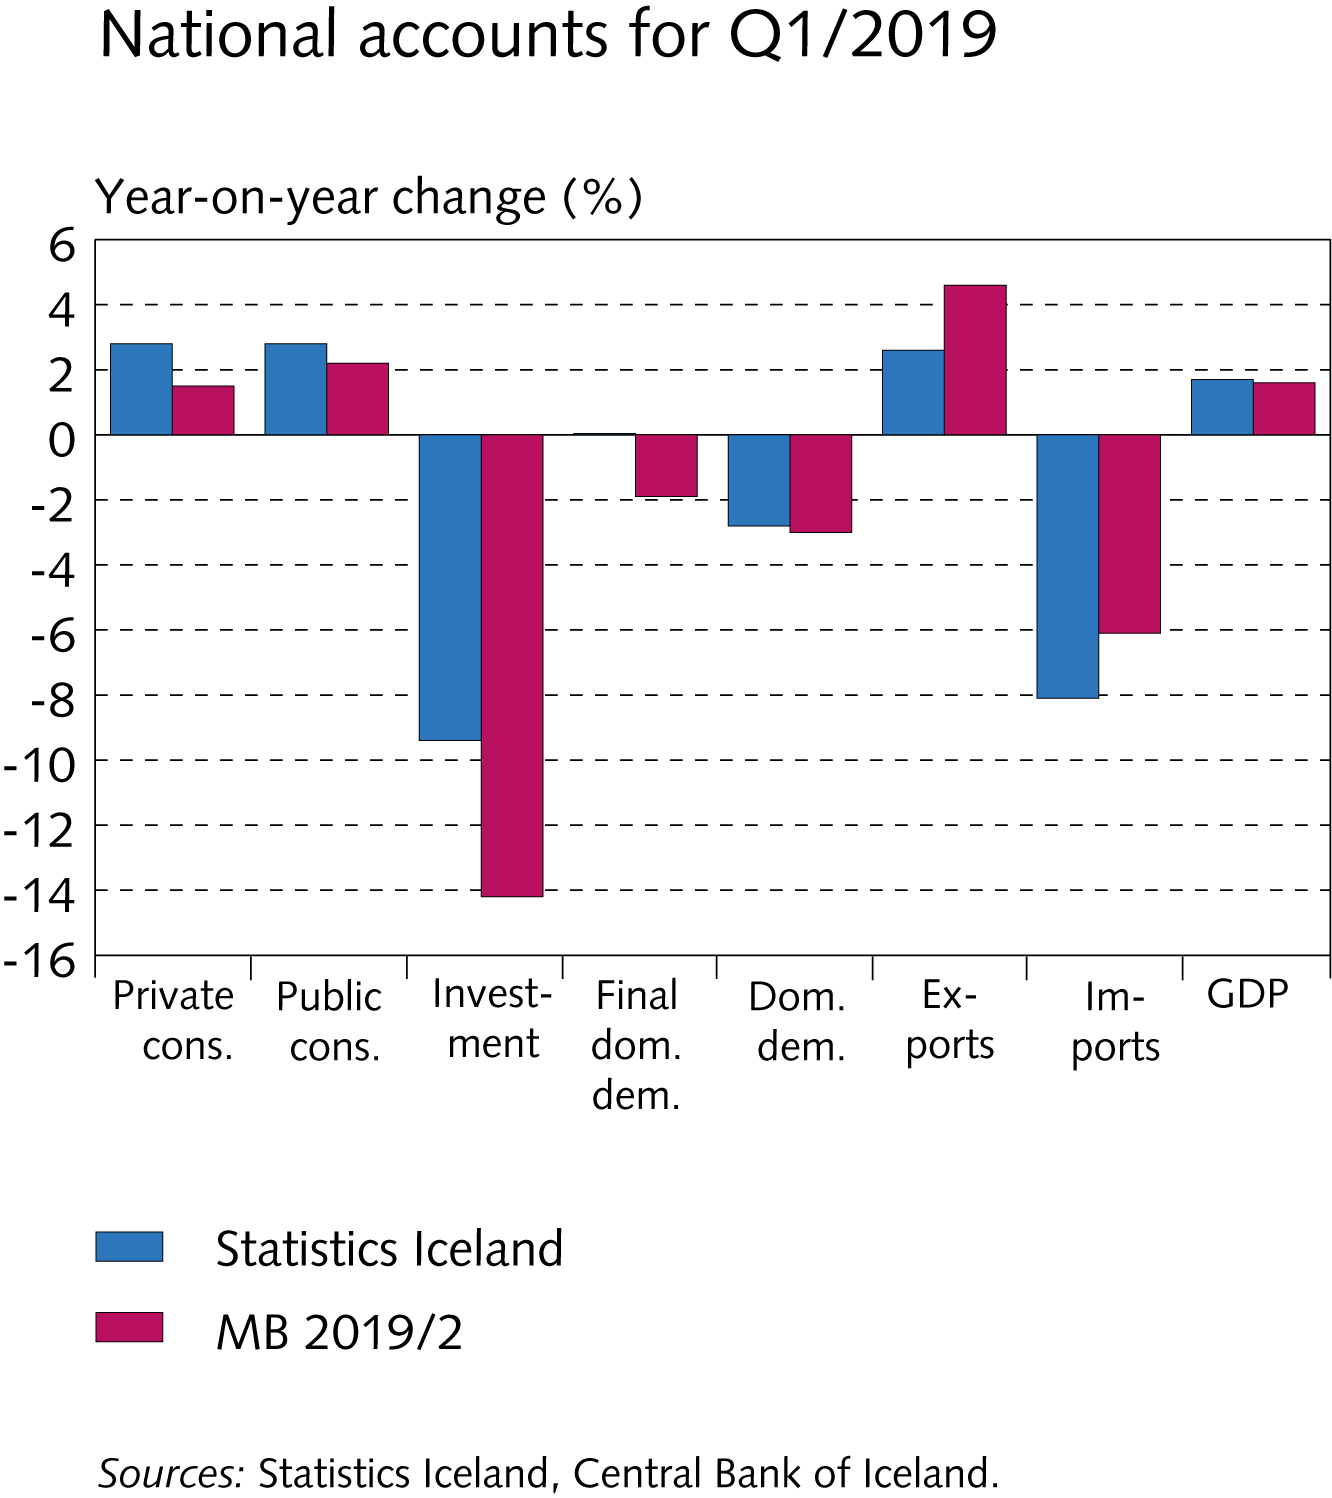 National accounts for Q1/2019
Year-on-year change (%)
6
4
2
0
-2
-4
-6
-8
-10
-12
-14
-16
Private cons.
Public cons.
Invest-
ment
Final
dom.
dem.
Dom.
dem.
Ex-
ports
Im-
ports
GDP
Statistics Iceland
MB 2019/2
Sources: Statistics Iceland, Central Bank of Iceland.